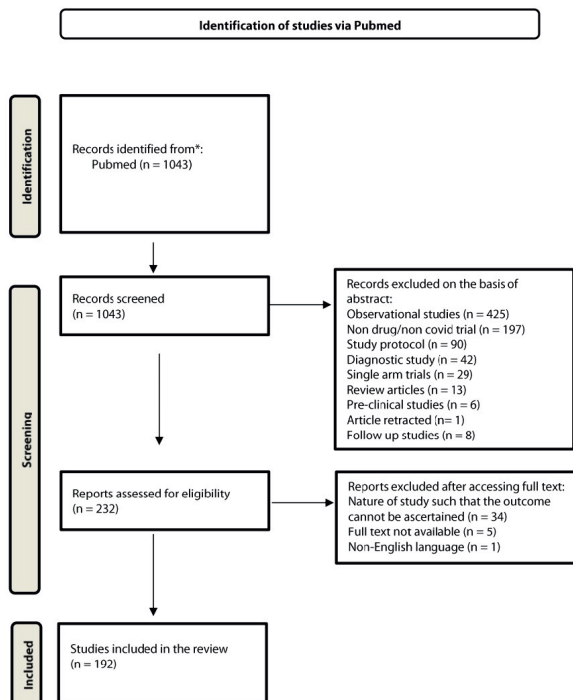 Identification of studies via Pubmed
Identification
Records identified from*:
Pubmed (n = 1043)
Screening
Records screened
(n = 1043)
Records excluded on the basis of
abstract:
Observational studies (n = 425)
Non drug/non covid trial (n = 197)
Study protocol (n = 90)
Diagnostic study (n = 42)
Single arm trials (n = 29)
Review articles (n = 13)
Pre-clinical studies (n = 6)
Article retracted (n= 1)
Follow up studies (n = 8)
Reports assessed for eligibility
(n = 232)
Reports excluded after accessing full text:
Nature of study such that the outcome
cannot be ascertained (n = 34)
Full text not available (n = 5)
Non-English language (n = 1)
Included
Studies included in the review
(n = 192)